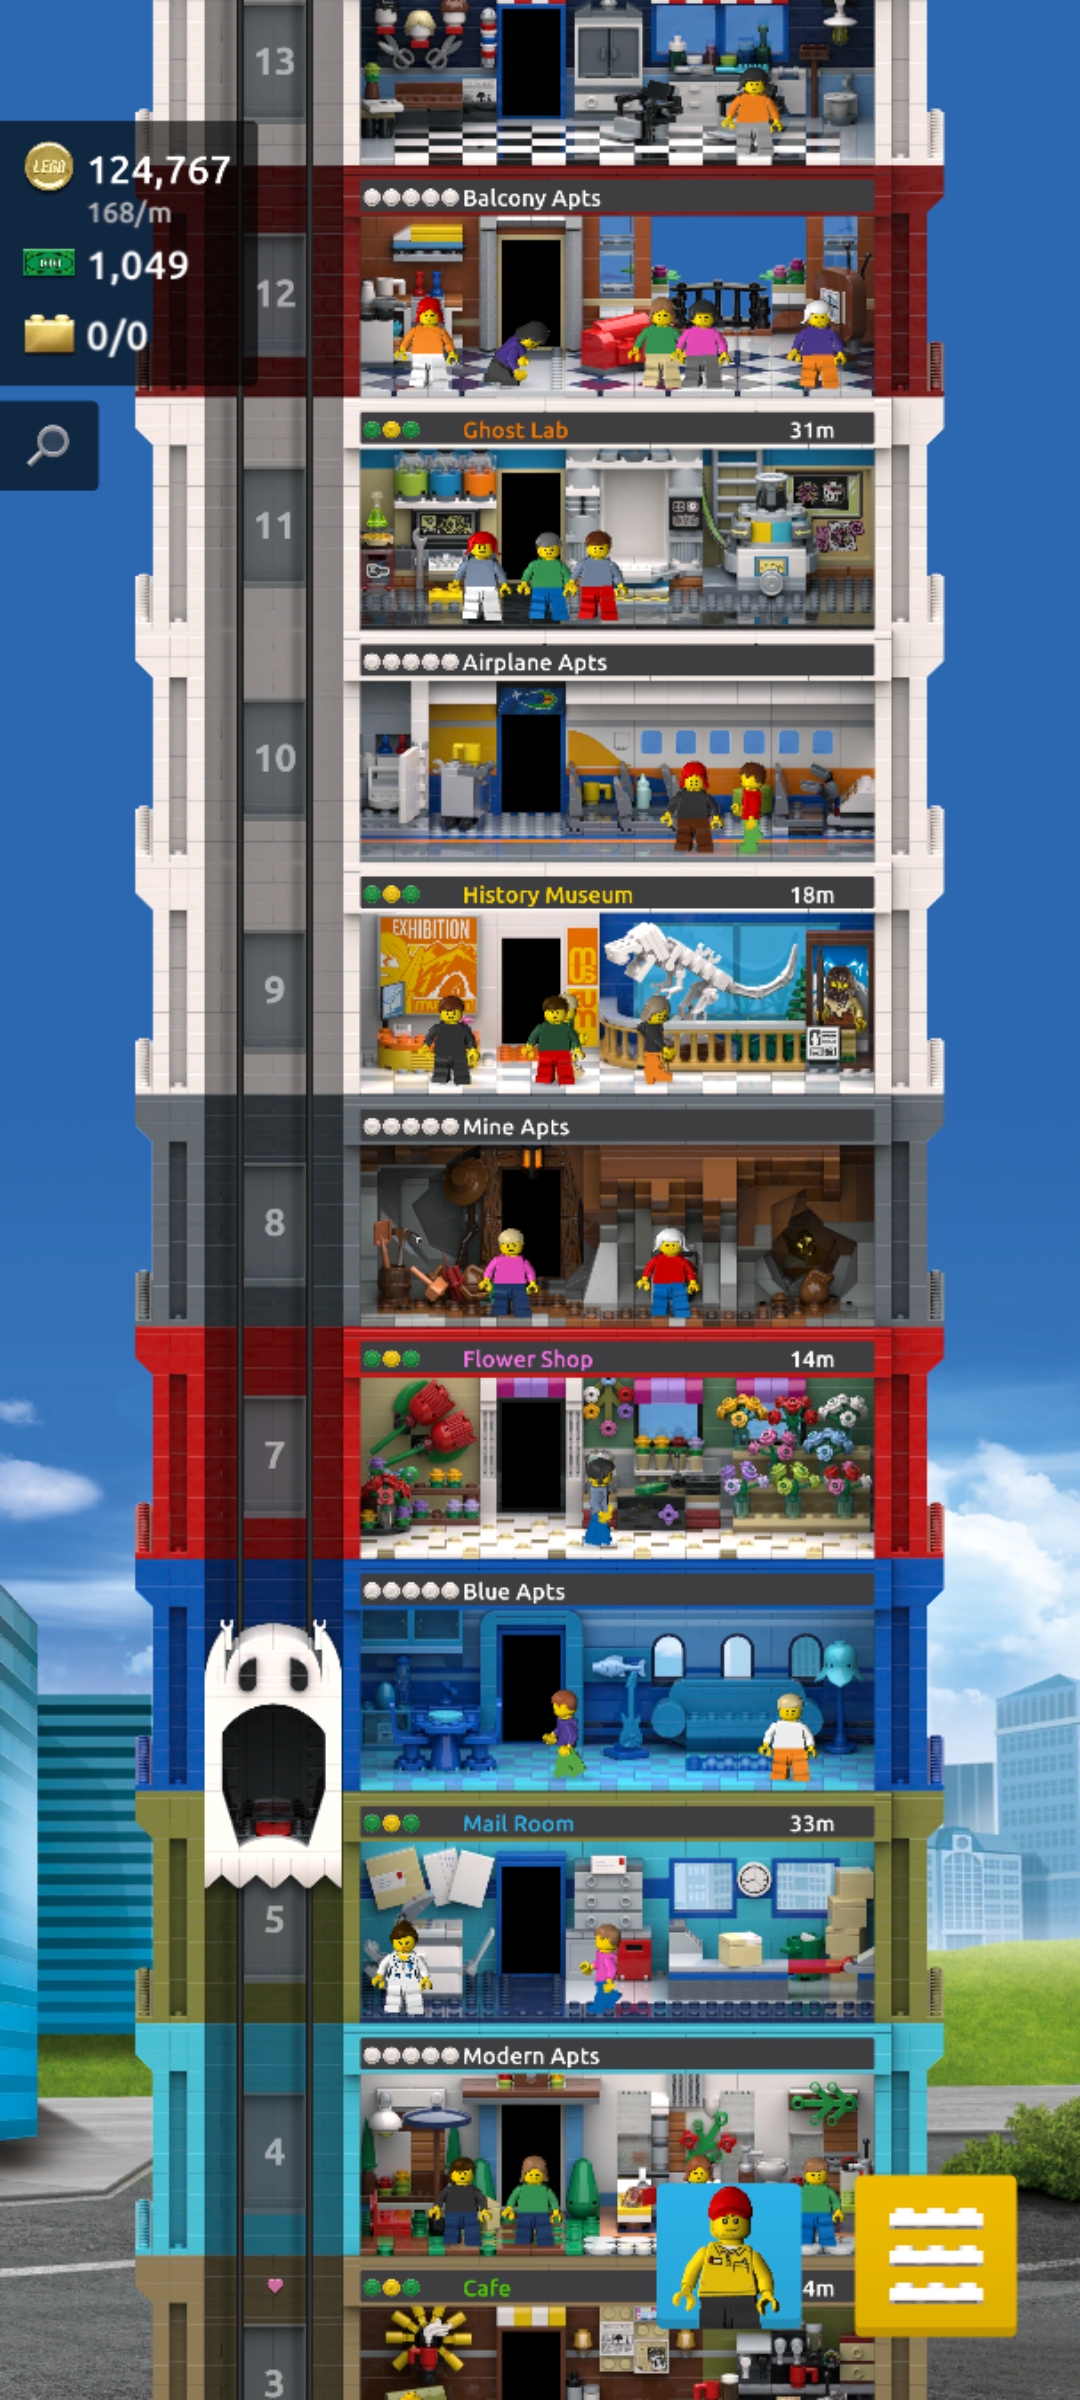 13
LEGO
124,767
168/m
1,049
0/0
Balcony Apts
12
Ghost Lab 31m
11
Airplane Apts
10
History Museum 18m
EXHIBITION
9
Mine Apts
8
Flower Shop 14m
7
Blue Apts
Mail Room 33m
5
Modern Apts
4
Cafe 4m
3